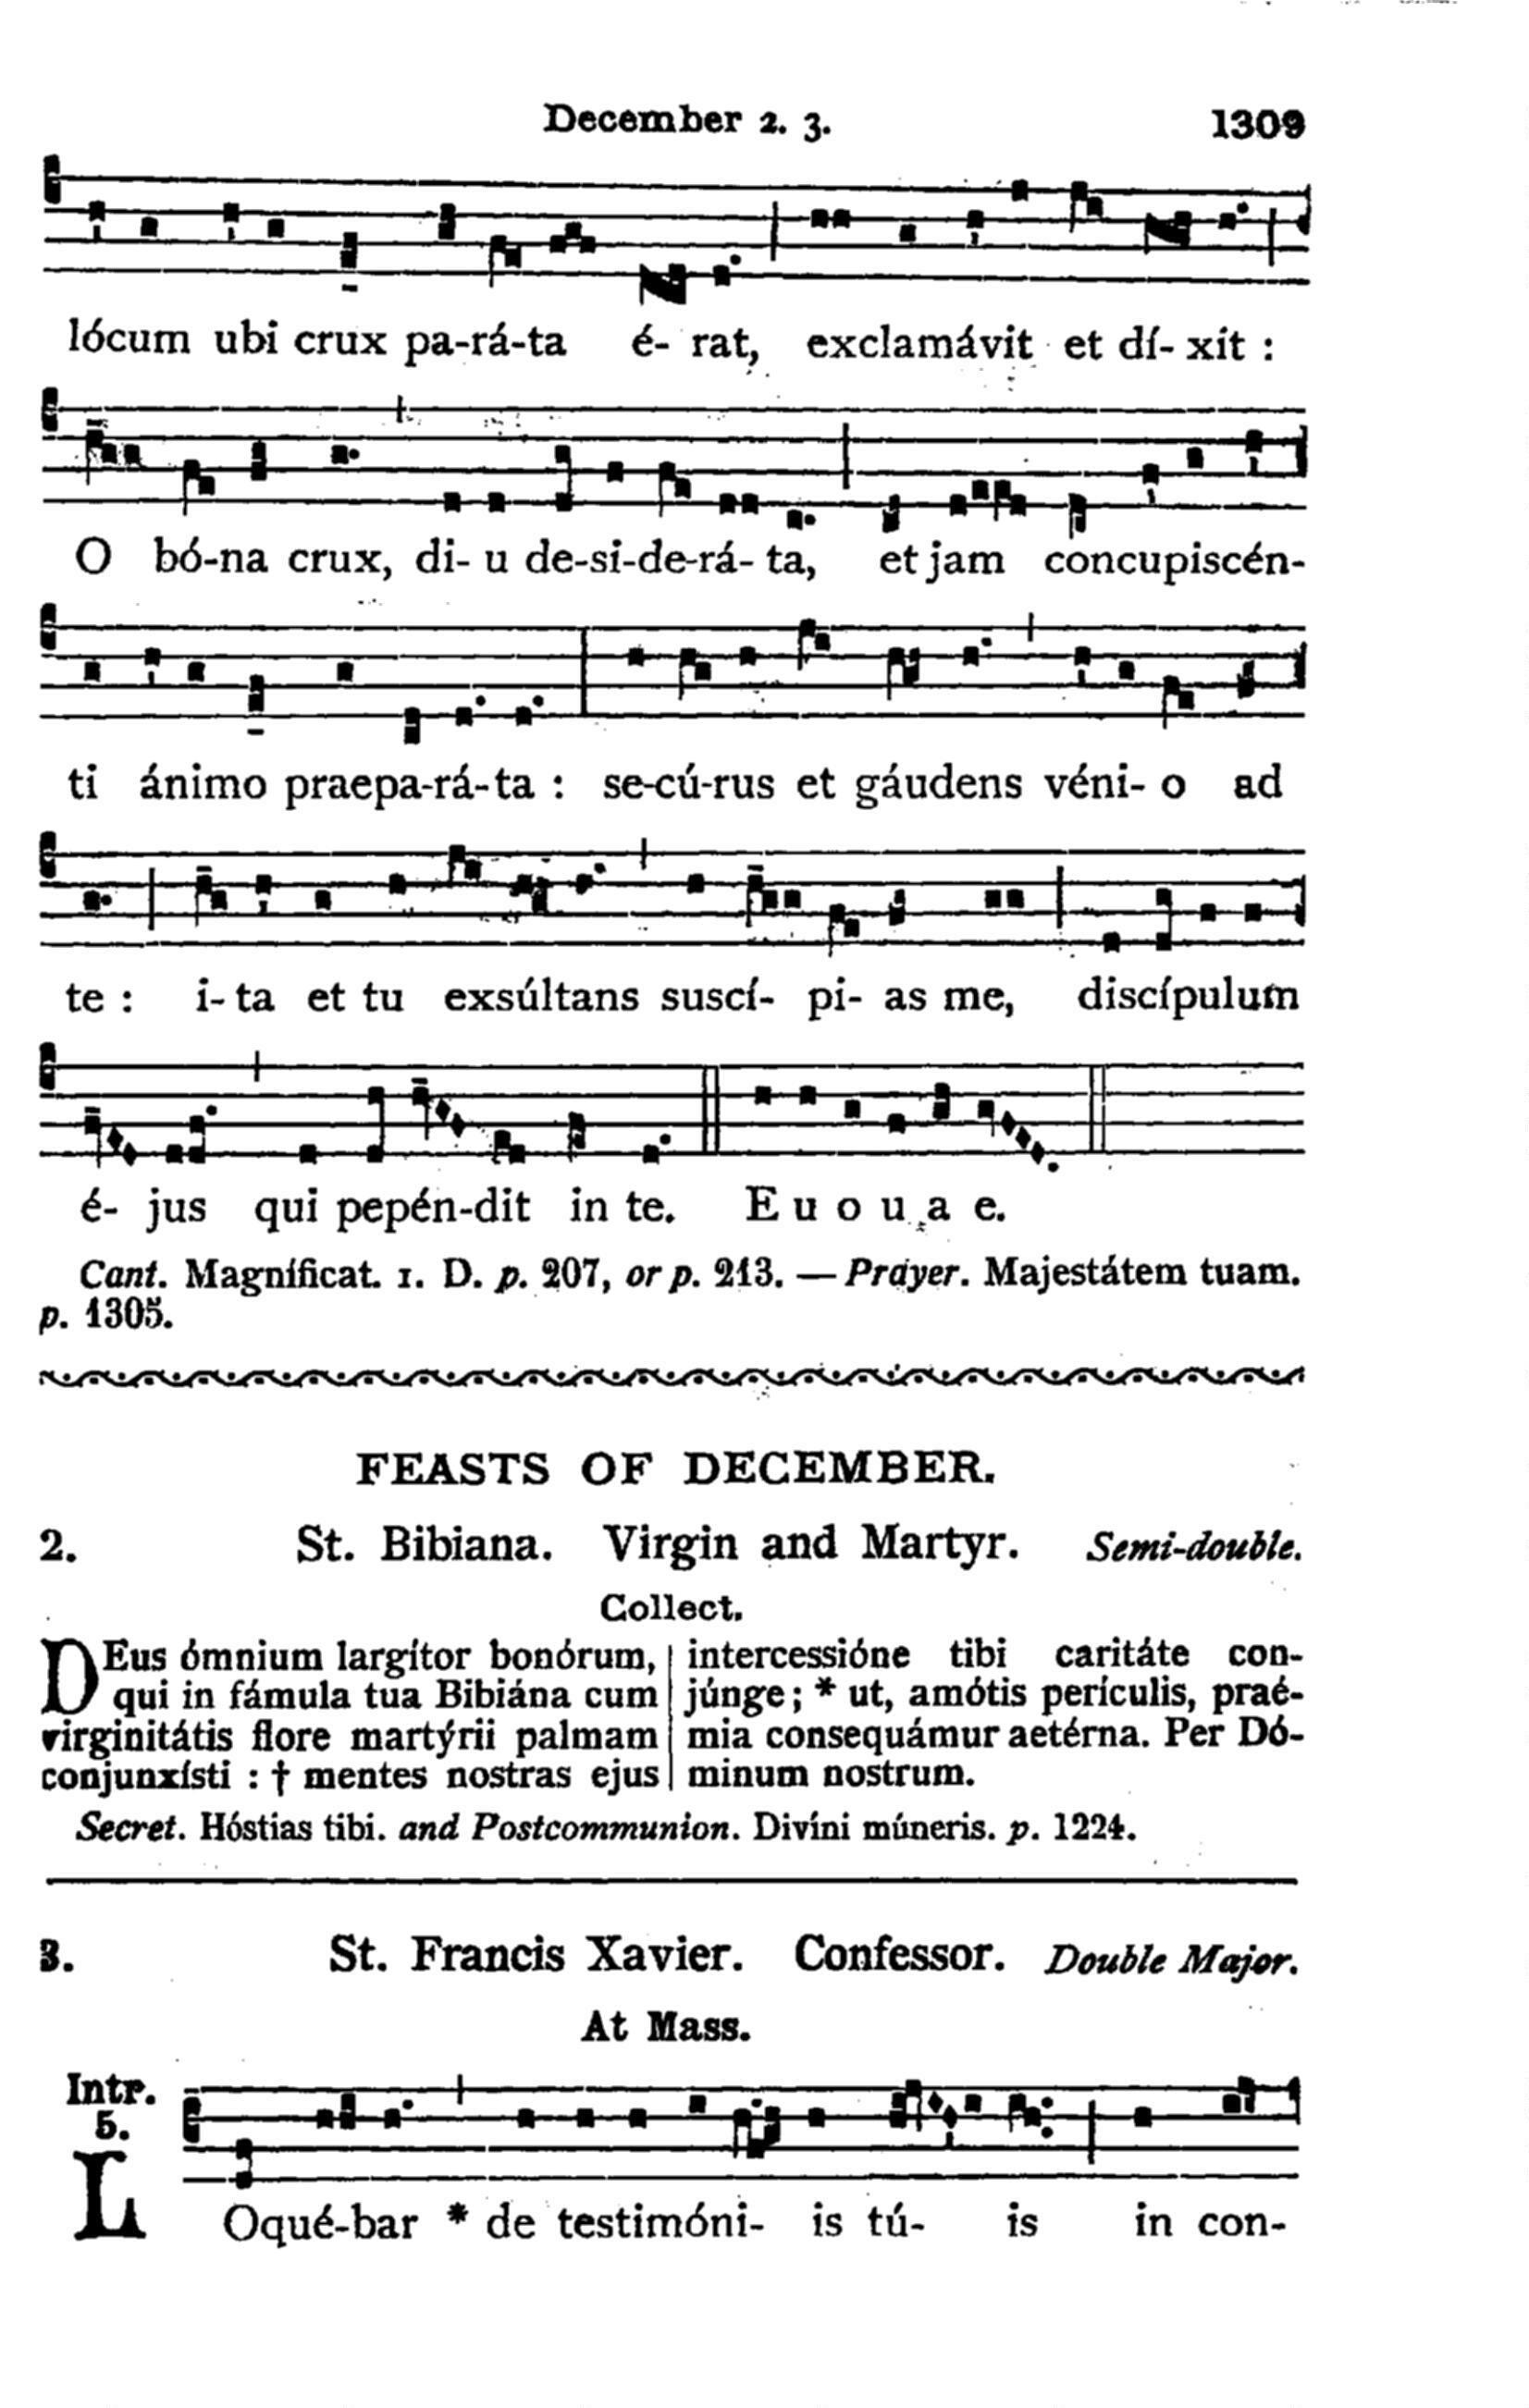 December 2. 3.
1309
lócum ubi crux pa-rá-ta é- rat, exclamávit et dí- xit :
O bó-na crux, di- u de-si-de-rá- ta, et jam concupiscén-
ti ánimo praepa-rá-ta : se-cú-rus et gáudens véni- o ad
te : i-ta et tu exsúltans suscí- pi- as me, discípulum
é- jus qui pepén-dit in te. E u o u a e.
Cant. Magníficat. 1. D. p. 207, or p. 213. — Prayer. Majestátem tuam.
p. 1305.
FEASTS OF DECEMBER.
2. St. Bibiana. Virgin and Martyr. Semi-double.
Collect.
DEus ómnium largítor bonórum,
qui in fámula tua Bibiána cum
virginitátis flore martýrii palmam
conjunxísti : † mentes nostras ejus
intercessióne tibi caritáte con-
júnge; * ut, amótis perículis, praé-
mia consequámur aetérna. Per Dó-
minum nostrum.
Secret. Hóstias tibi. and Postcommunion. Divíni múneris. p. 1224.
3. St. Francis Xavier. Confessor. Double Major.
At Mass.
Intr.
5.
LOqué-bar * de testimóni- is tú- is in con-